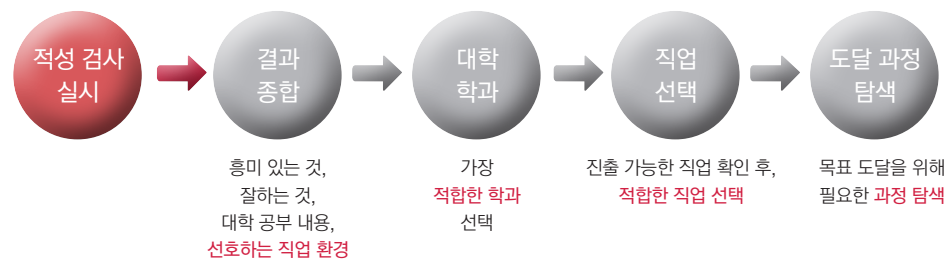 적성 검사
실시
결과
종합
대학
학과
직업
선택
도달 과정
탐색
흥미 있는 것,
잘하는 것,
대학 공부 내용,
선호하는 직업 환경
가장
적합한 학과
선택
진출 가능한 직업 확인 후,
적합한 직업 선택
목표 도달을 위해
필요한 과정 탐색